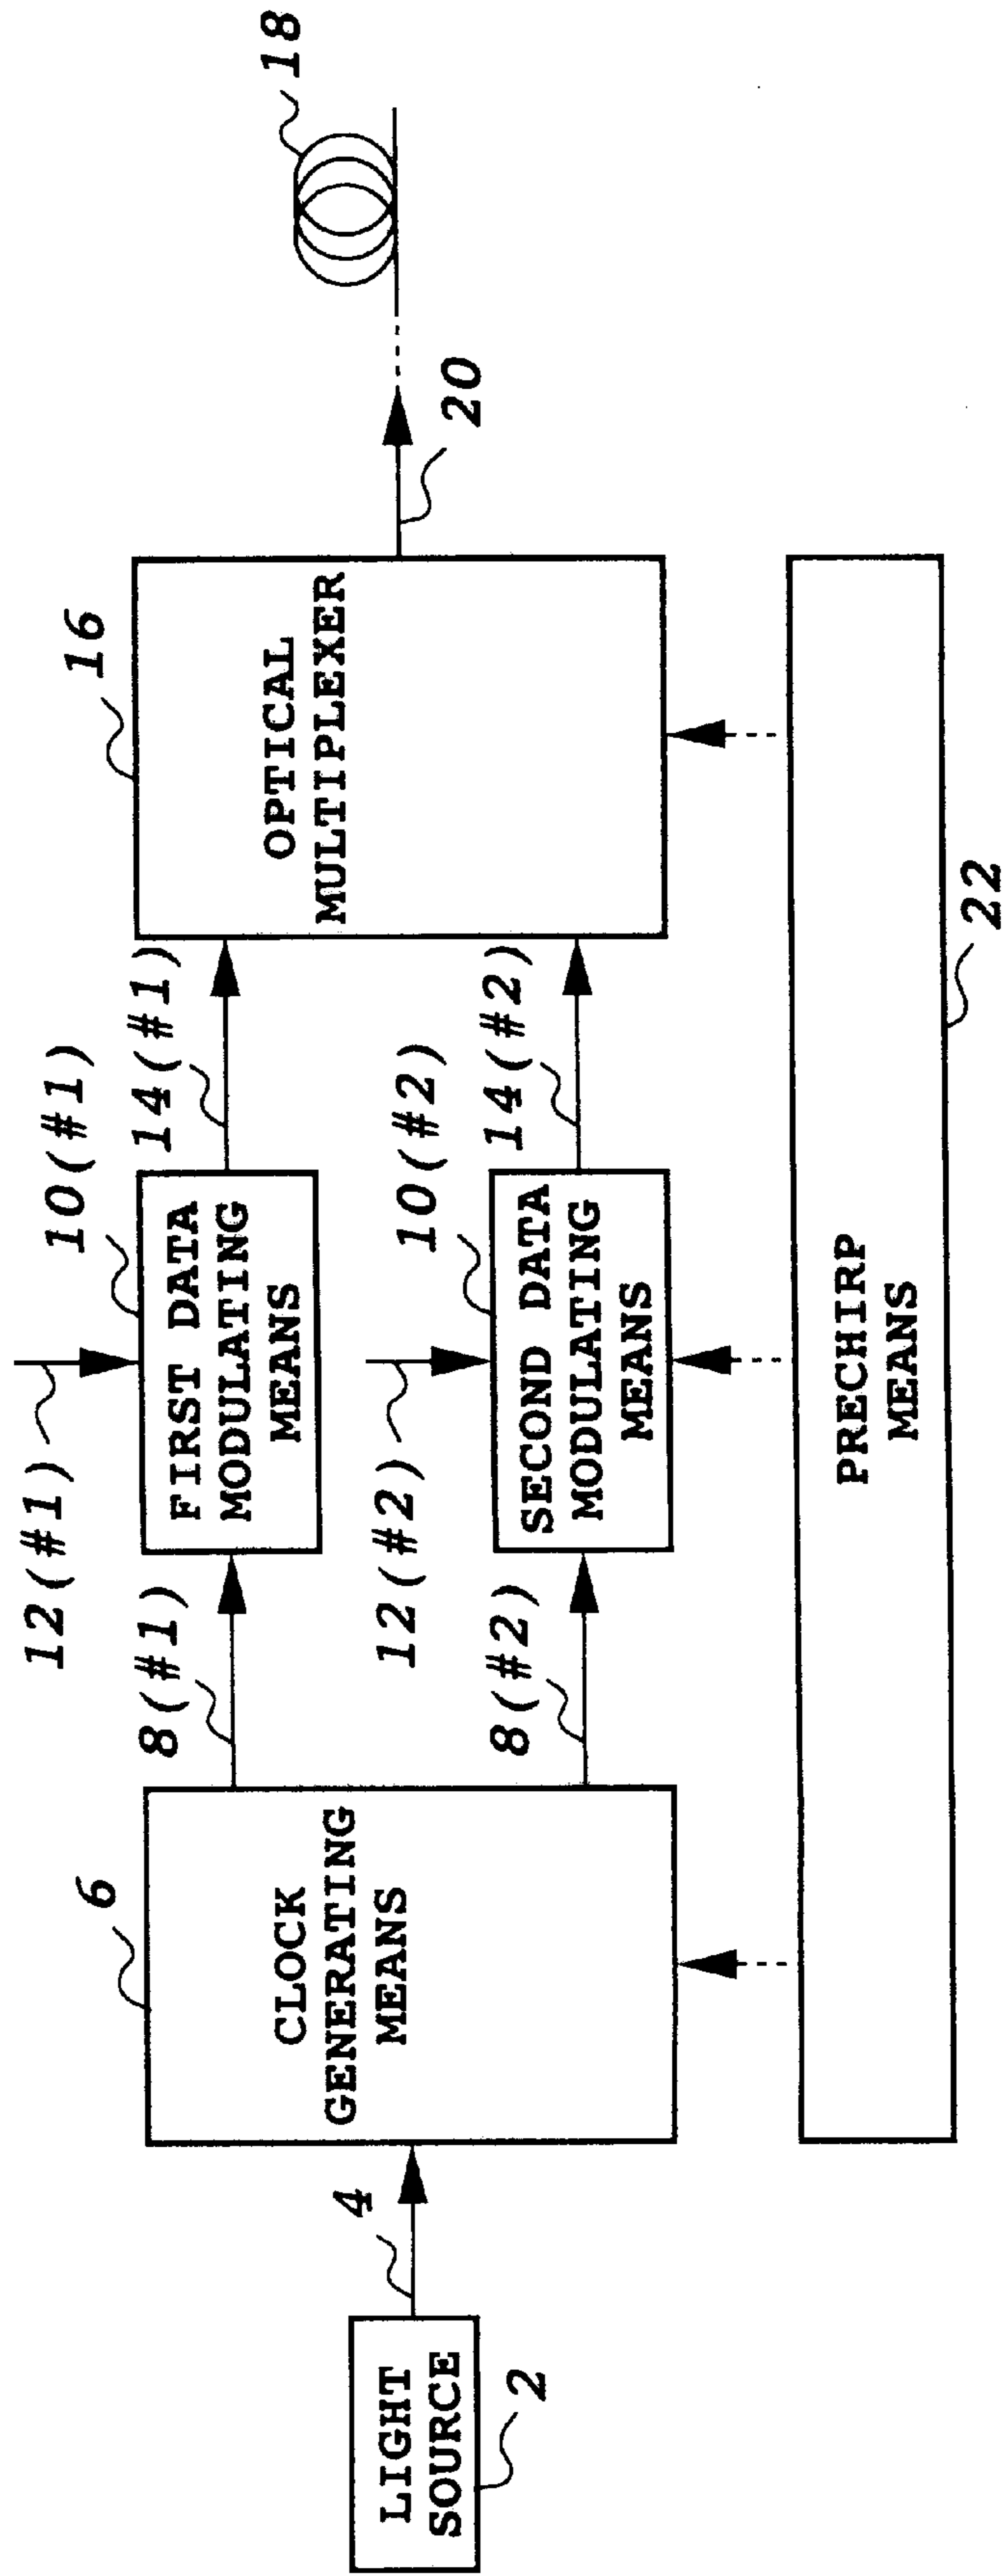 LIGHT
SOURCE
2
4
6
CLOCK
GENERATING
MEANS
8(#1)
8(#2)
12(#1)
10(#1)
FIRST DATA
MODULATING
MEANS
12(#2)
10(#2)
SECOND DATA
MODULATING
MEANS
14(#1)
14(#2)
16
OPTICAL
MULTIPLEXER
20
18
PRECHIRP
MEANS
22